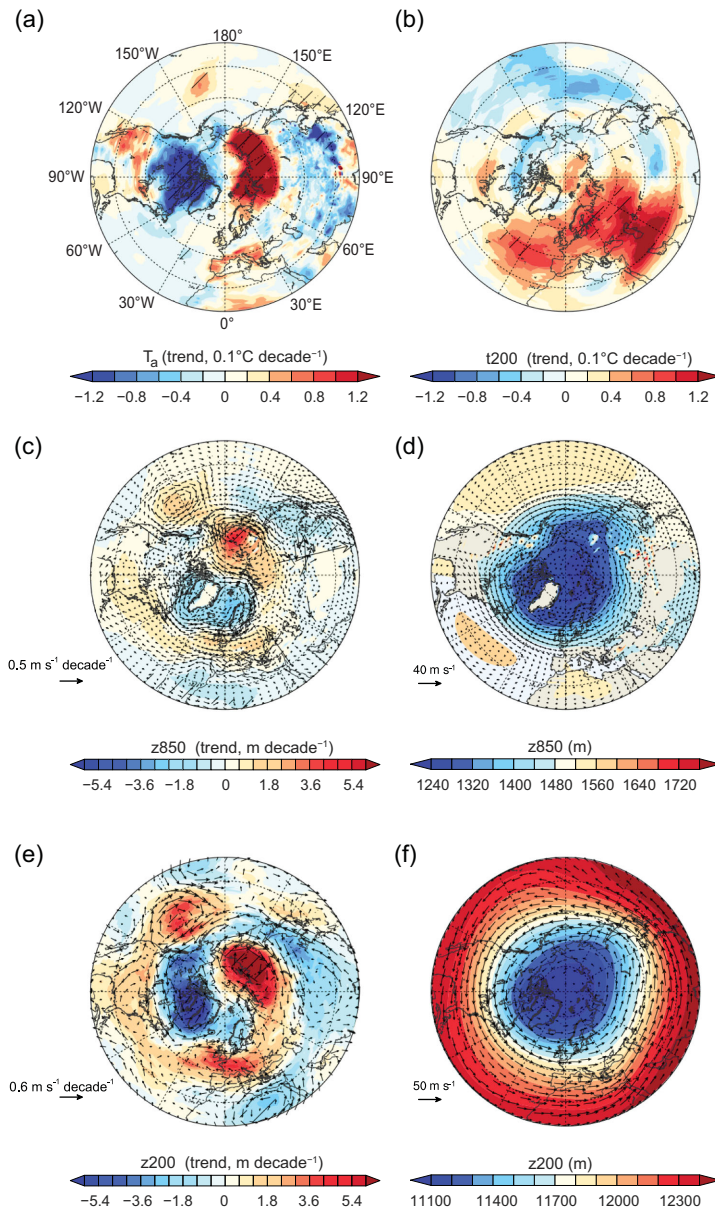 (a)
(b)
180°
150°W
150°E
120°W
120°E
90°W
90°E
60°W
60°E
30°W
30°E
0°
Ta (trend, 0.1°C decade⁻¹)
−1.2 −0.8 −0.4 0 0.4 0.8 1.2
t200 (trend, 0.1°C decade⁻¹)
−1.2 −0.8 −0.4 0 0.4 0.8 1.2
(c)
(d)
0.5 m s⁻¹ decade⁻¹
40 m s⁻¹
z850 (trend, m decade⁻¹)
−5.4 −3.6 −1.8 0 1.8 3.6 5.4
z850 (m)
1240 1320 1400 1480 1560 1640 1720
(e)
(f)
0.6 m s⁻¹ decade⁻¹
50 m s⁻¹
z200 (trend, m decade⁻¹)
−5.4 −3.6 −1.8 0 1.8 3.6 5.4
z200 (m)
11100 11400 11700 12000 12300